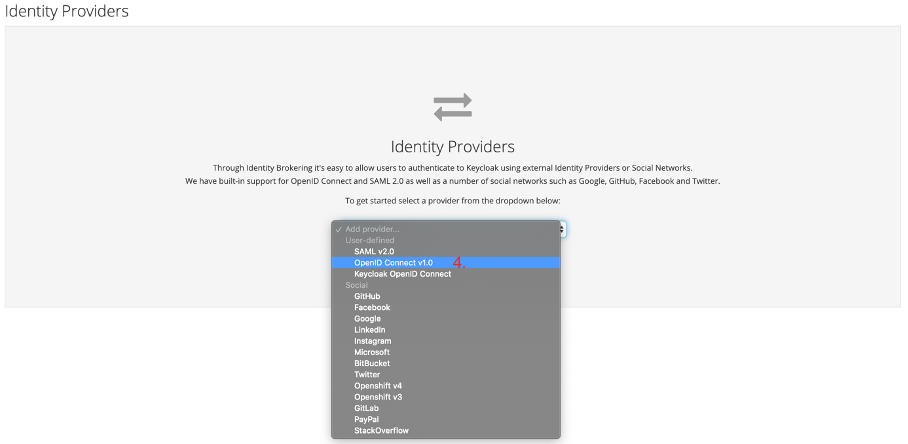 Identity Providers
Identity Providers
Through Identity Brokering it's easy to allow users to authenticate to Keycloak using external Identity Providers or Social Networks.
We have built-in support for OpenID Connect and SAML 2.0 as well as a number of social networks such as Google, GitHub, Facebook and Twitter.
To get started select a provider from the dropdown below:
✓ Add provider...
User-defined
SAML v2.0
OpenID Connect v1.0 4.
Keycloak OpenID Connect
Social
GitHub
Facebook
Google
LinkedIn
Instagram
Microsoft
BitBucket
Twitter
Openshift v4
Openshift v3
GitLab
PayPal
StackOverflow